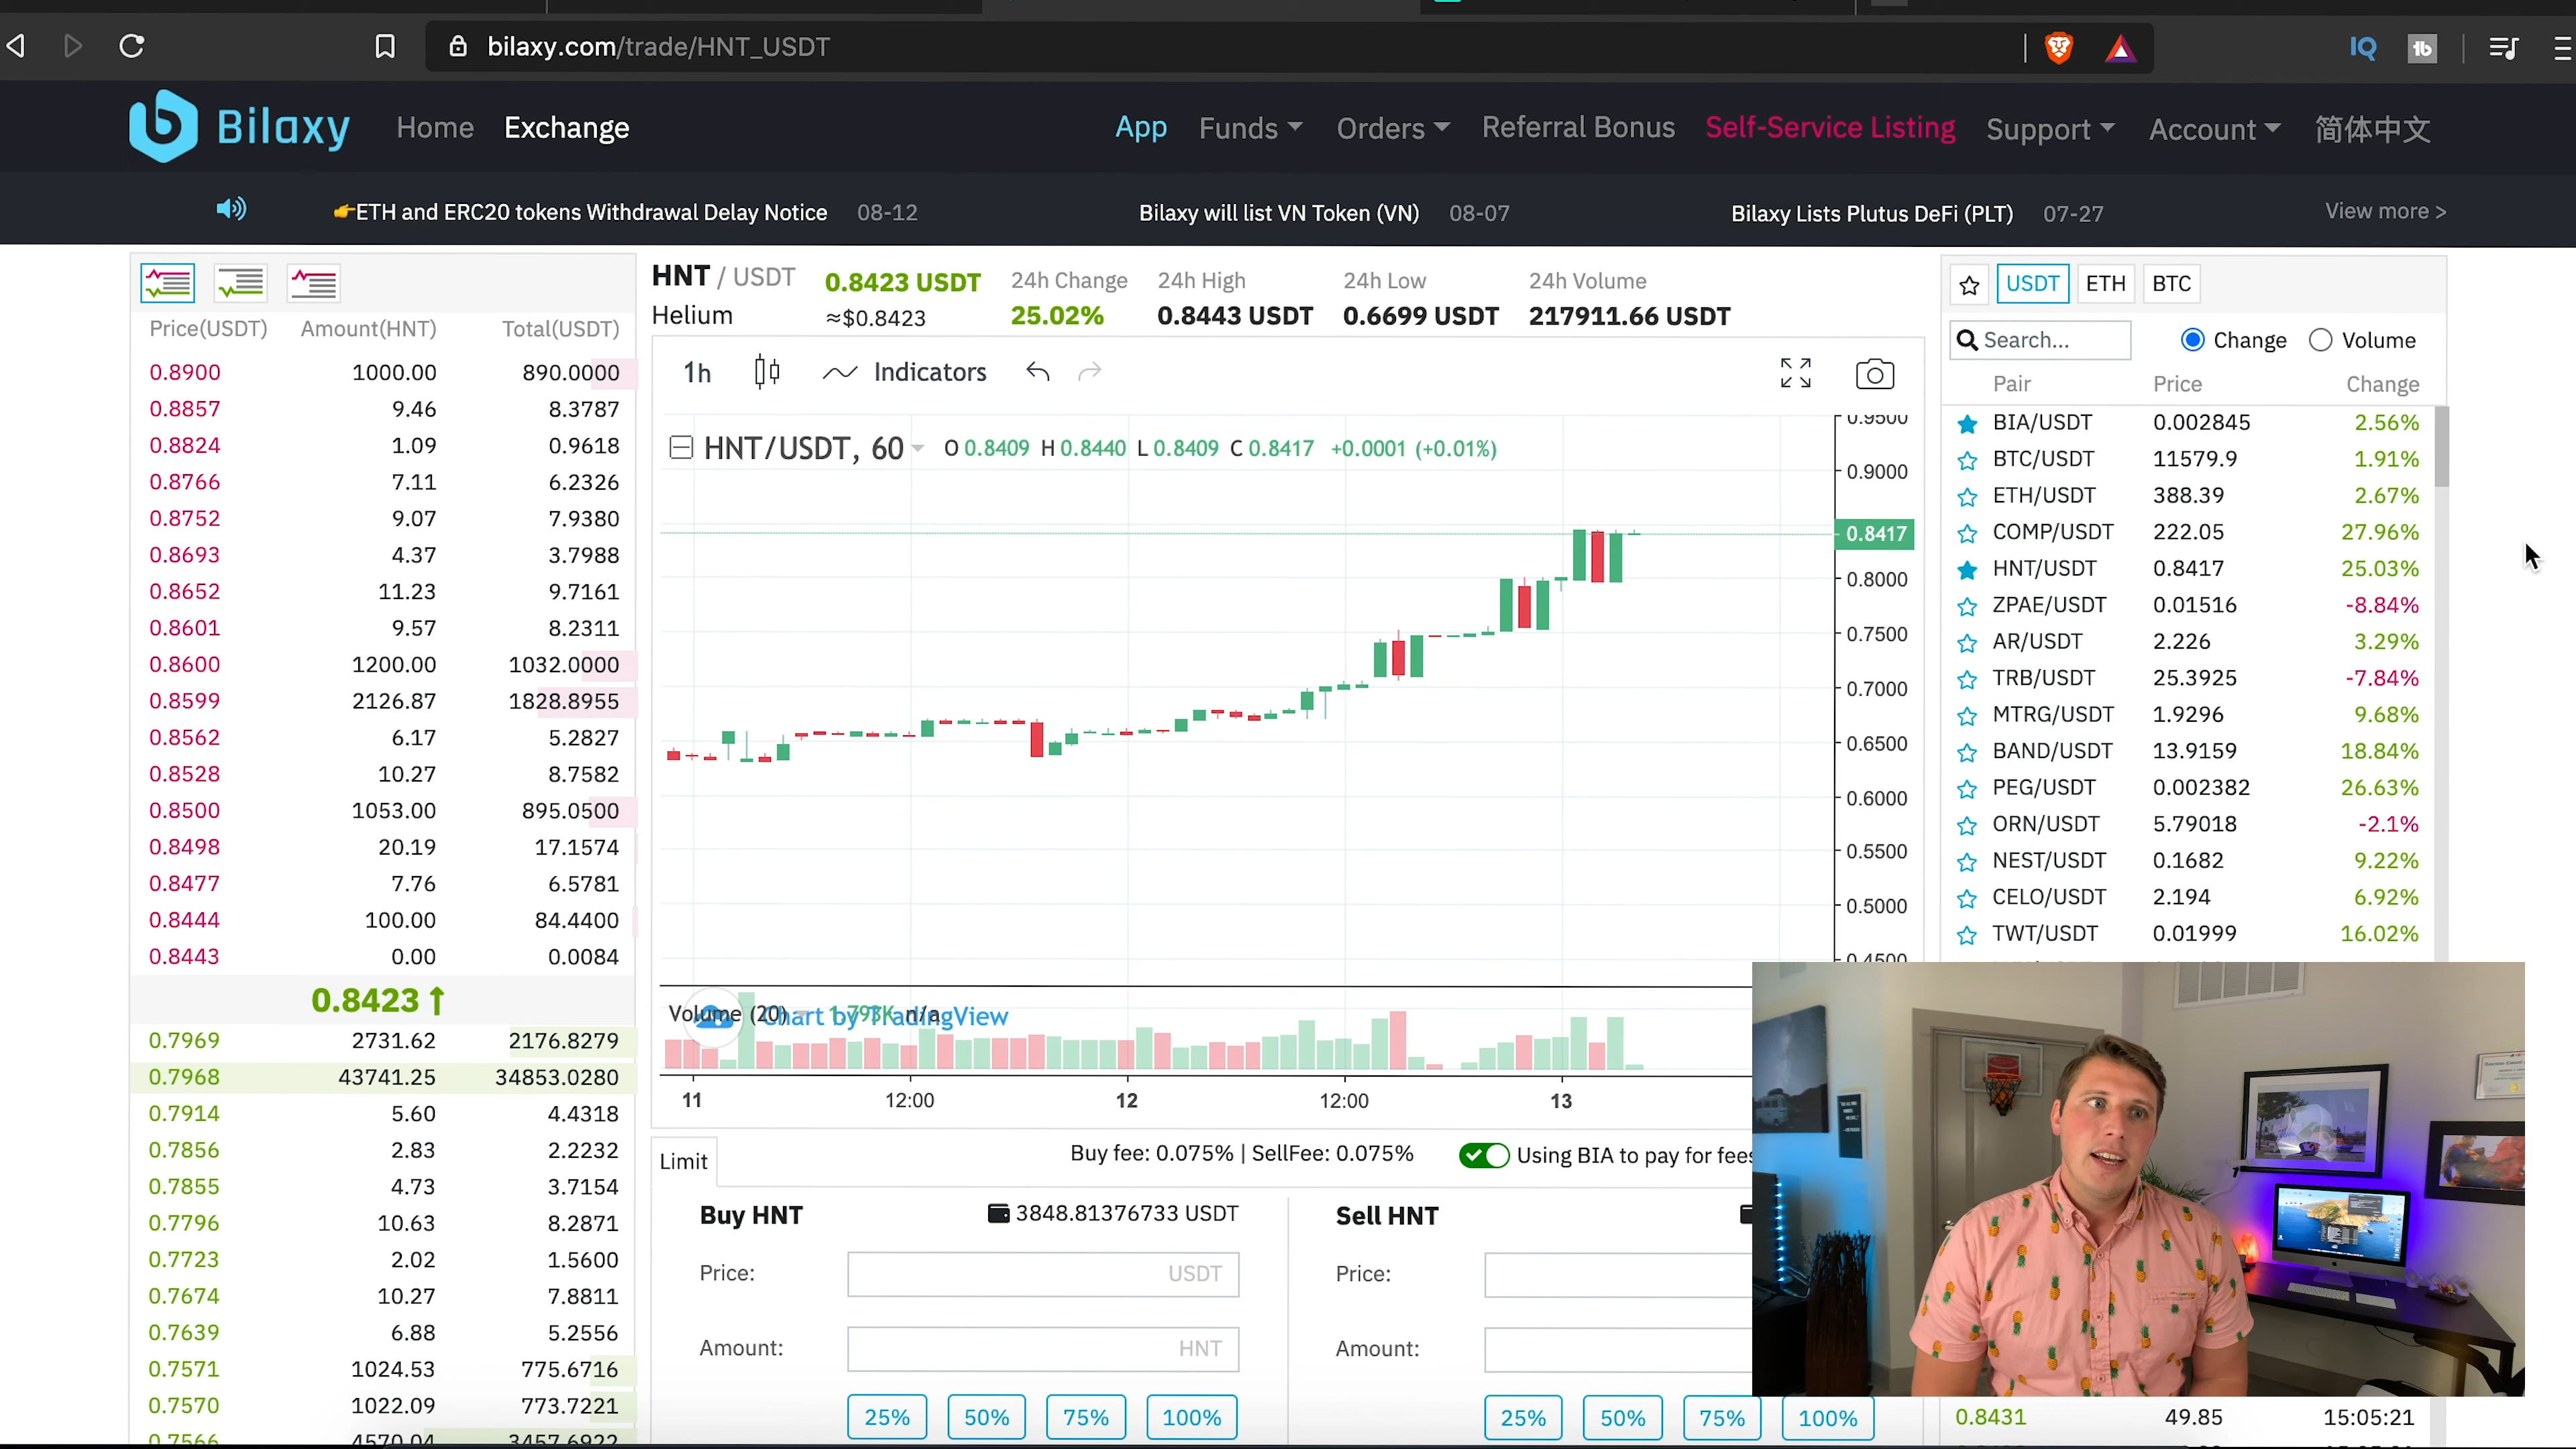 bilaxy.com/trade/HNT_USDT
Bilaxy Home Exchange App Funds Orders Referral Bonus Self-Service Listing Support Account 简体中文
👉ETH and ERC20 tokens Withdrawal Delay Notice 08-12 Bilaxy will list VN Token (VN) 08-07 Bilaxy Lists Plutus DeFi (PLT) 07-27 View more >
Price(USDT) Amount(HNT) Total(USDT)
0.8900 1000.00 890.0000
0.8857 9.46 8.3787
0.8824 1.09 0.9618
0.8766 7.11 6.2326
0.8752 9.07 7.9380
0.8693 4.37 3.7988
0.8652 11.23 9.7161
0.8601 9.57 8.2311
0.8600 1200.00 1032.0000
0.8599 2126.87 1828.8955
0.8562 6.17 5.2827
0.8528 10.27 8.7582
0.8500 1053.00 895.0500
0.8498 20.19 17.1574
0.8477 7.76 6.5781
0.8444 100.00 84.4400
0.8443 0.00 0.0084
0.8423↑
0.7969 2731.62 2176.8279
0.7968 43741.25 34853.0280
0.7914 5.60 4.4318
0.7856 2.83 2.2232
0.7855 4.73 3.7154
0.7796 10.63 8.2871
0.7723 2.02 1.5600
0.7674 10.27 7.8811
0.7639 6.88 5.2556
0.7571 1024.53 775.6716
0.7570 1022.09 773.7221
0.7566 4570.04 3457.6922
HNT / USDT 0.8423 USDT 24h Change 24h High 24h Low 24h Volume
Helium ≈$0.8423 25.02% 0.8443 USDT 0.6699 USDT 217911.66 USDT
1h Indicators
HNT/USDT, 60 O 0.8409 H 0.8440 L 0.8409 C 0.8417 +0.0001 (+0.01%)
0.9500
0.9000
0.8417
0.8000
0.7500
0.7000
0.6500
0.6000
0.5500
0.5000
0.4500
Volume (20) 1.793K n/a
Chart by TradingView
11 12:00 12 12:00 13
Limit Buy fee: 0.075% | SellFee: 0.075% Using BIA to pay for fees
Buy HNT 3848.81376733 USDT
Price: USDT
Amount: HNT
25% 50% 75% 100%
Sell HNT
Price:
Amount:
25% 50% 75% 100%
USDT ETH BTC
Search... Change Volume
Pair Price Change
BIA/USDT 0.002845 2.56%
BTC/USDT 11579.9 1.91%
ETH/USDT 388.39 2.67%
COMP/USDT 222.05 27.96%
HNT/USDT 0.8417 25.03%
ZPAE/USDT 0.01516 -8.84%
AR/USDT 2.226 3.29%
TRB/USDT 25.3925 -7.84%
MTRG/USDT 1.9296 9.68%
BAND/USDT 13.9159 18.84%
PEG/USDT 0.002382 26.63%
ORN/USDT 5.79018 -2.1%
NEST/USDT 0.1682 9.22%
CELO/USDT 2.194 6.92%
TWT/USDT 0.01999 16.02%
0.8431 49.85 15:05:21